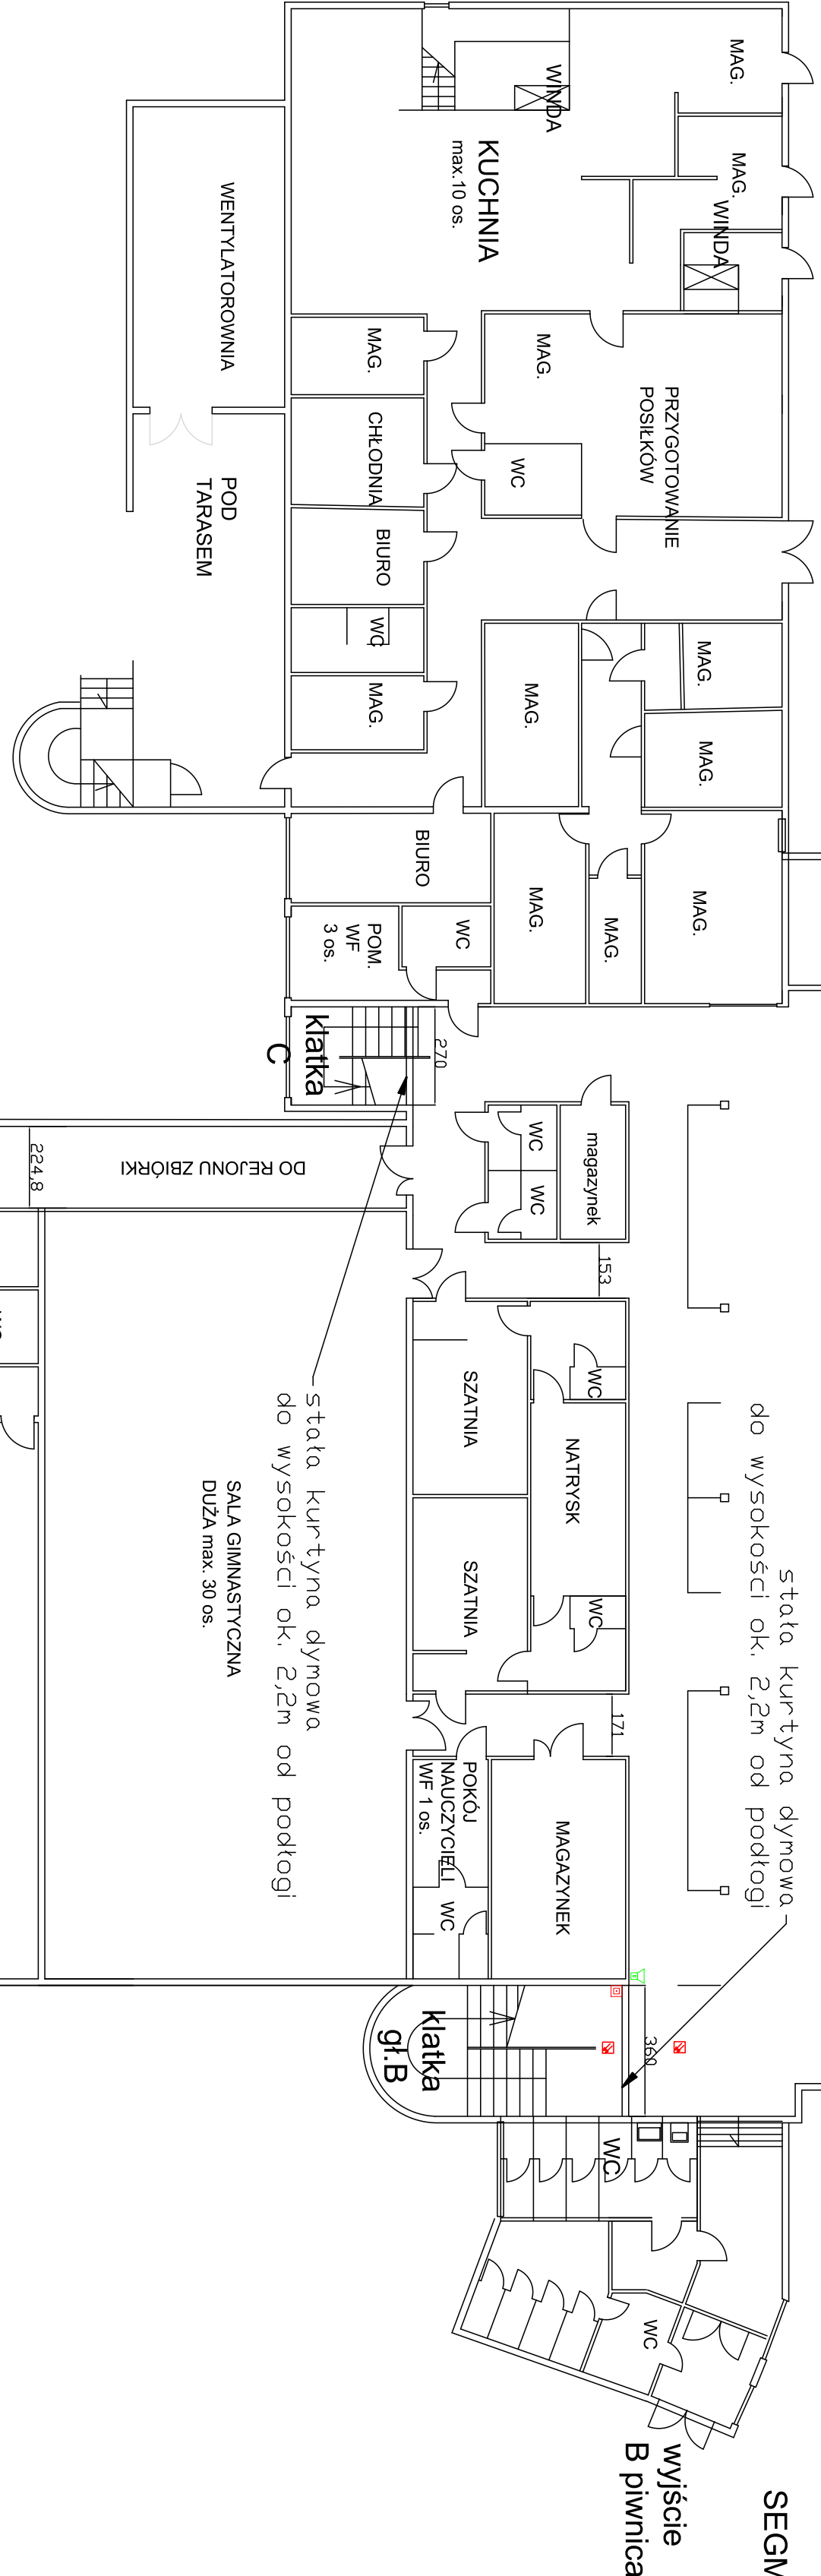 MAG.
WINDA
KUCHNIA
max.10 os.
MAG.
WINDA
WENTYLATOROWNIA
MAG.
MAG.
PRZYGOTOWANIE
POSIŁKÓW
CHŁODNIA
WC
POD
TARASEM
BIURO
WC
MAG.
MAG.
MAG.
MAG.
BIURO
MAG.
MAG.
MAG.
WC
POM.
WF
3 os.
klatka
C
270
WC
WC
magazynek
DO REJONU ZBIÓRKI
224,8
153
WC
SZATNIA
NATRYSK
SZATNIA
WC
stała kurtyna dymowa
do wysokości ok. 2,2m od podłogi
stała kurtyna dymowa
do wysokości ok. 2,2m od podłogi
SALA GIMNASTYCZNA
DUŻA max. 30 os.
171
POKÓJ
NAUCZYCIELI
WF 1 os.
MAGAZYNEK
WC
klatka
gł.B
360
WC
WC
wyjście
B piwnica
SEGM